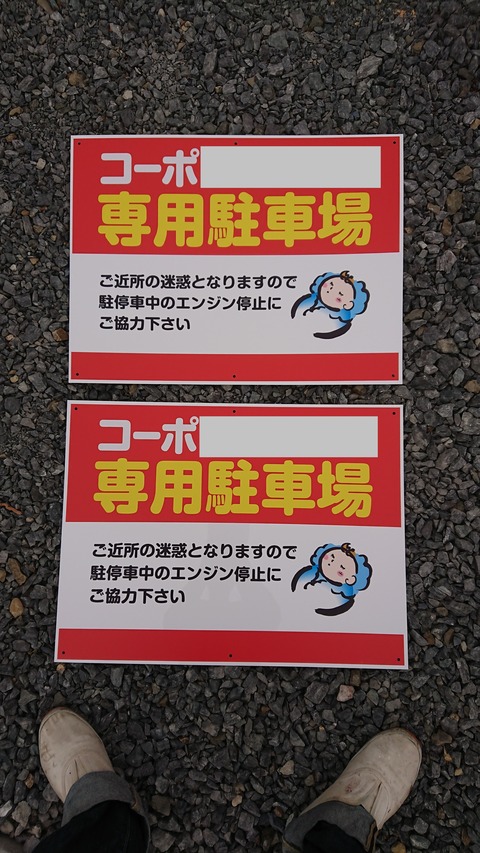 コーポ
専用駐車場
ご近所の迷惑となりますので
駐停車中のエンジン停止に
ご協力下さい
コーポ
専用駐車場
ご近所の迷惑となりますので
駐停車中のエンジン停止に
ご協力下さい